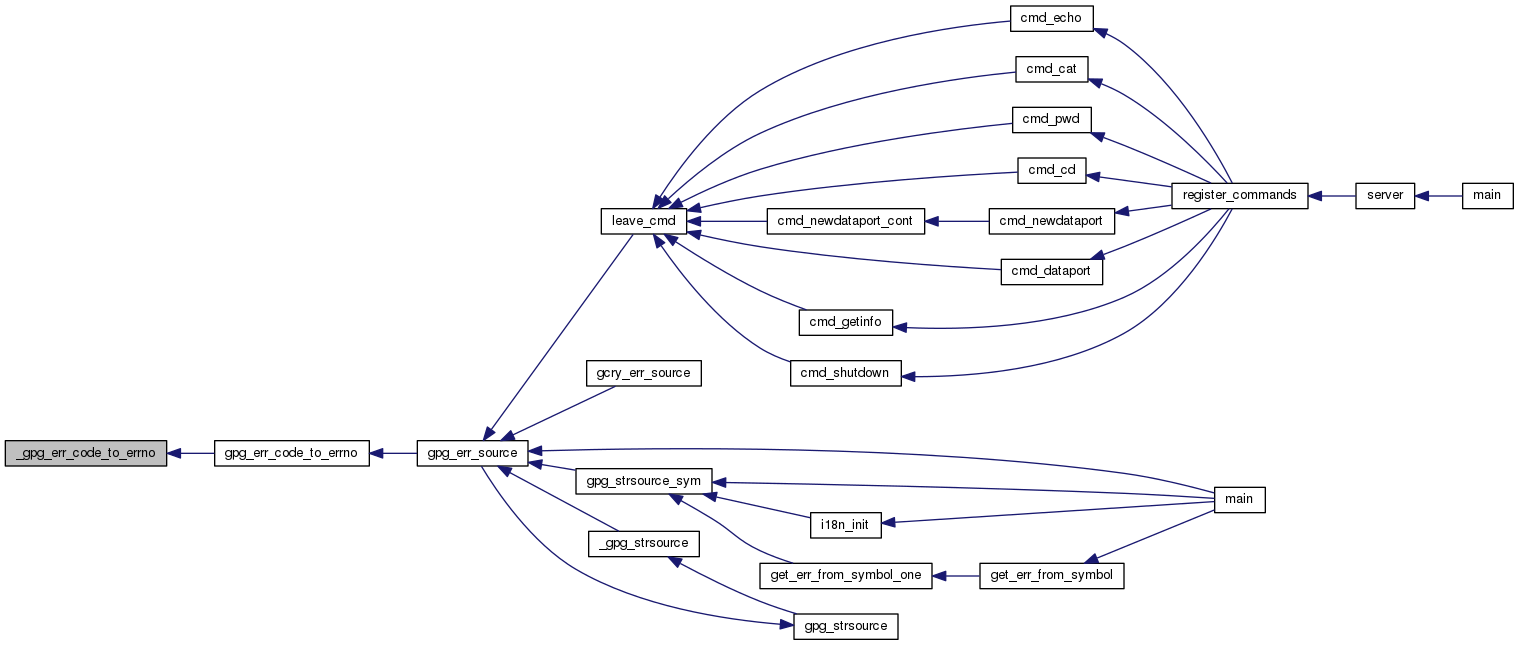 cmd_echo
cmd_cat
cmd_pwd
cmd_cd
register_commands
server
main
leave_cmd
cmd_newdataport_cont
cmd_newdataport
cmd_dataport
cmd_getinfo
cmd_shutdown
gcry_err_source
_gpg_err_code_to_errno
gpg_err_code_to_errno
gpg_err_source
gpg_strsource_sym
main
i18n_init
_gpg_strsource
get_err_from_symbol_one
get_err_from_symbol
gpg_strsource